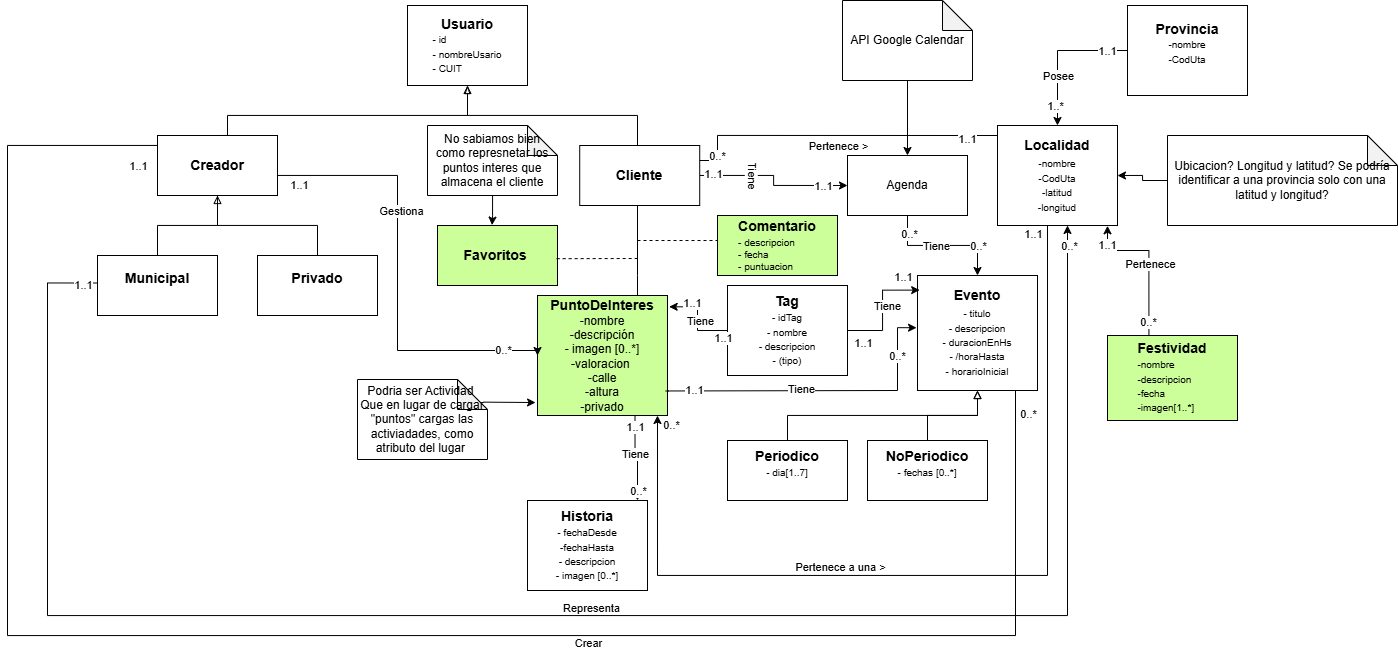 Usuario
- id
- nombreUsario
- CUIT
API Google Calendar
Provincia
-nombre
-CodUta
1..1
Posee
1..*
Creador
1..1
1..1
Gestiona
No sabiamos bien
como represnetar los
puntos interes que
almacena el cliente
Cliente
0..*
Pertenece >
1..1
1..1
Tiene
1..1
Agenda
Localidad
-nombre
-CodUta
-latitud
-longitud
Ubicacion? Longitud y latitud? Se podría
identificar a una provincia solo con una
latitud y longitud?
Municipal
1..1
Privado
Favoritos
Comentario
- descripcion
- fecha
- puntuacion
0..*
Tiene
0..*
1..1
0..*
1..1
Pertenece
0..*
PuntoDeInteres
-nombre
-descripción
- imagen [0..*]
-valoracion
-calle
-altura
-privado
0..*
1..1
Tiene
1..1
Tag
- idTag
- nombre
- descripcion
- (tipo)
1..1
Tiene
1..1
Evento
- titulo
- descripcion
- duracionEnHs
- /horaHasta
- horarioInicial
0..*
1..1
Tiene
Festividad
-nombre
-descripcion
-fecha
-imagen[1..*]
Podria ser Actividad
Que en lugar de cargar
"puntos" cargas las
activiadades, como
atributo del lugar
1..1
0..*
Tiene
0..*
0..*
Periodico
- dia[1..7]
NoPeriodico
- fechas [0..*]
Historia
- fechaDesde
-fechaHasta
- descripcion
- imagen [0..*]
Pertenece a una >
Representa
Crear